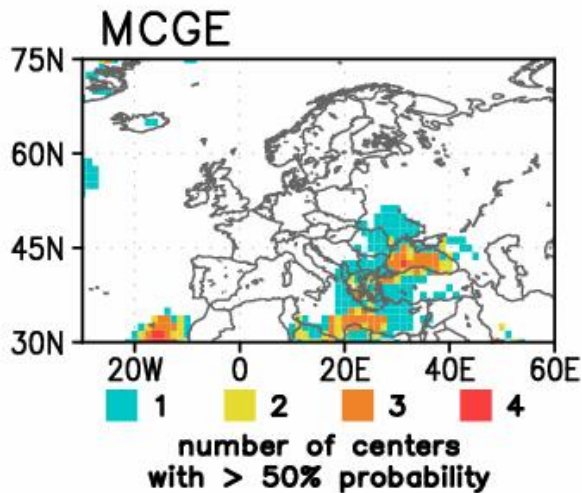 MCGE
75N
60N
45N
30N
20W 0 20E 40E 60E
1 2 3 4
number of centers
with > 50% probability